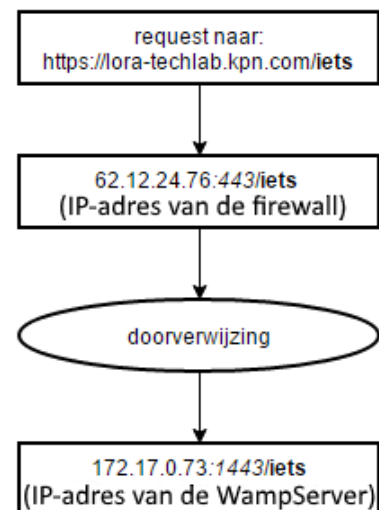 request naar:
https://lora-techlab.kpn.com/iets
62.12.24.76:443/iets
(IP-adres van de firewall)
doorverwijzing
172.17.0.73:1443/iets
(IP-adres van de WampServer)